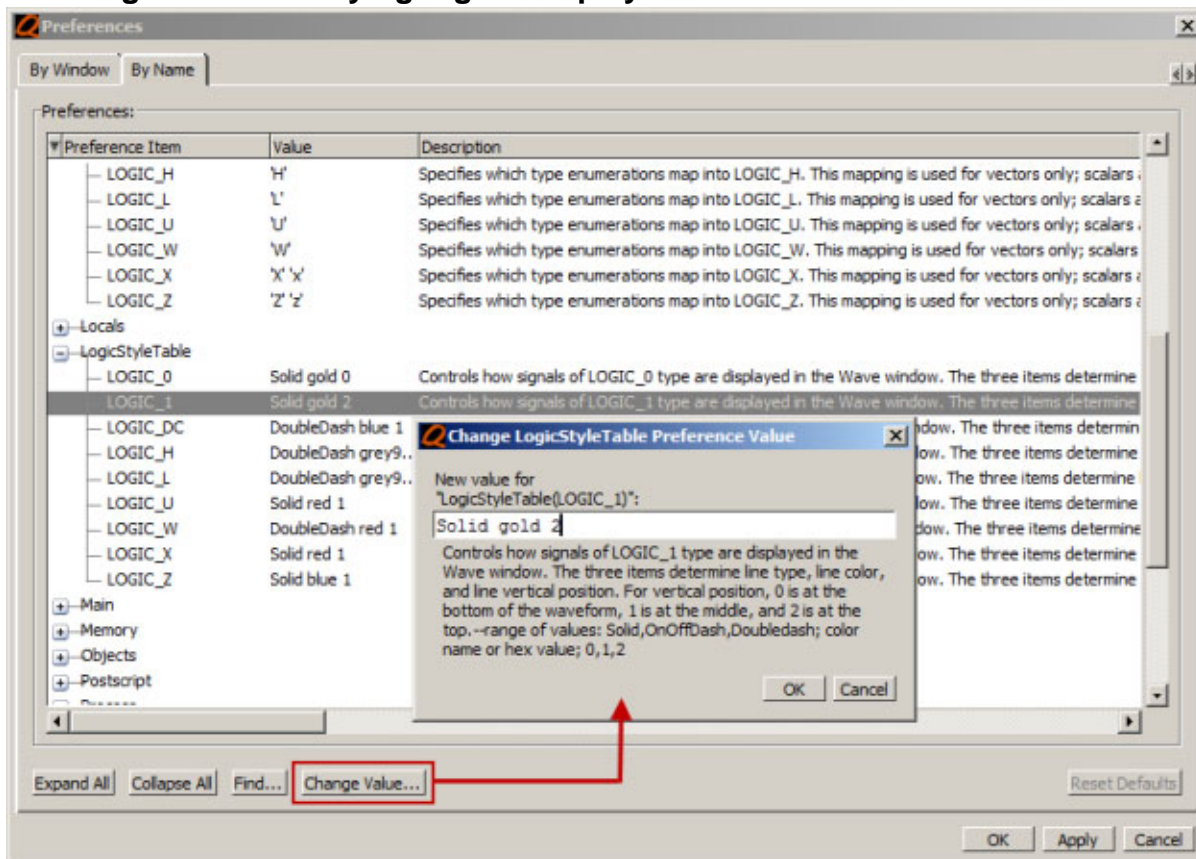 Preferences
By Window By Name
Preferences:
Preference Item Value Description
LOGIC_H 'H' Specifies which type enumerations map into LOGIC_H. This mapping is used for vectors only; scalars
LOGIC_L 'L' Specifies which type enumerations map into LOGIC_L. This mapping is used for vectors only; scalars
LOGIC_U 'U' Specifies which type enumerations map into LOGIC_U. This mapping is used for vectors only; scalars
LOGIC_W 'W' Specifies which type enumerations map into LOGIC_W. This mapping is used for vectors only; scalars
LOGIC_X 'X' 'x' Specifies which type enumerations map into LOGIC_X. This mapping is used for vectors only; scalars
LOGIC_Z 'Z' 'z' Specifies which type enumerations map into LOGIC_Z. This mapping is used for vectors only; scalars
Locals
LogicStyleTable
LOGIC_0 Solid gold 0 Controls how signals of LOGIC_0 type are displayed in the Wave window. The three items determine
LOGIC_1 Solid gold 2 Controls how signals of LOGIC_1 type are displayed in the Wave window. The three items determine
LOGIC_DC DoubleDash blue 1 The three items determin
LOGIC_H DoubleDash grey9.. The three items determine
LOGIC_L DoubleDash grey9.. The three items determine
LOGIC_U Solid red 1 The three items determine
LOGIC_W DoubleDash red 1 The three items determine
LOGIC_X Solid red 1 The three items determine
LOGIC_Z Solid blue 1 The three items determine
Main
Memory
Objects
Postscript
Change LogicStyleTable Preference Value
New value for
"LogicStyleTable(LOGIC_1)":
Solid gold 2
Controls how signals of LOGIC_1 type are displayed in the
Wave window. The three items determine line type, line color,
and line vertical position. For vertical position, 0 is at the
bottom of the waveform, 1 is at the middle, and 2 is at the
top.--range of values: Solid,OnOffDash,Doubledash; color
name or hex value; 0,1,2
OK Cancel
Expand All Collapse All Find... Change Value... Reset Defaults
OK Apply Cancel